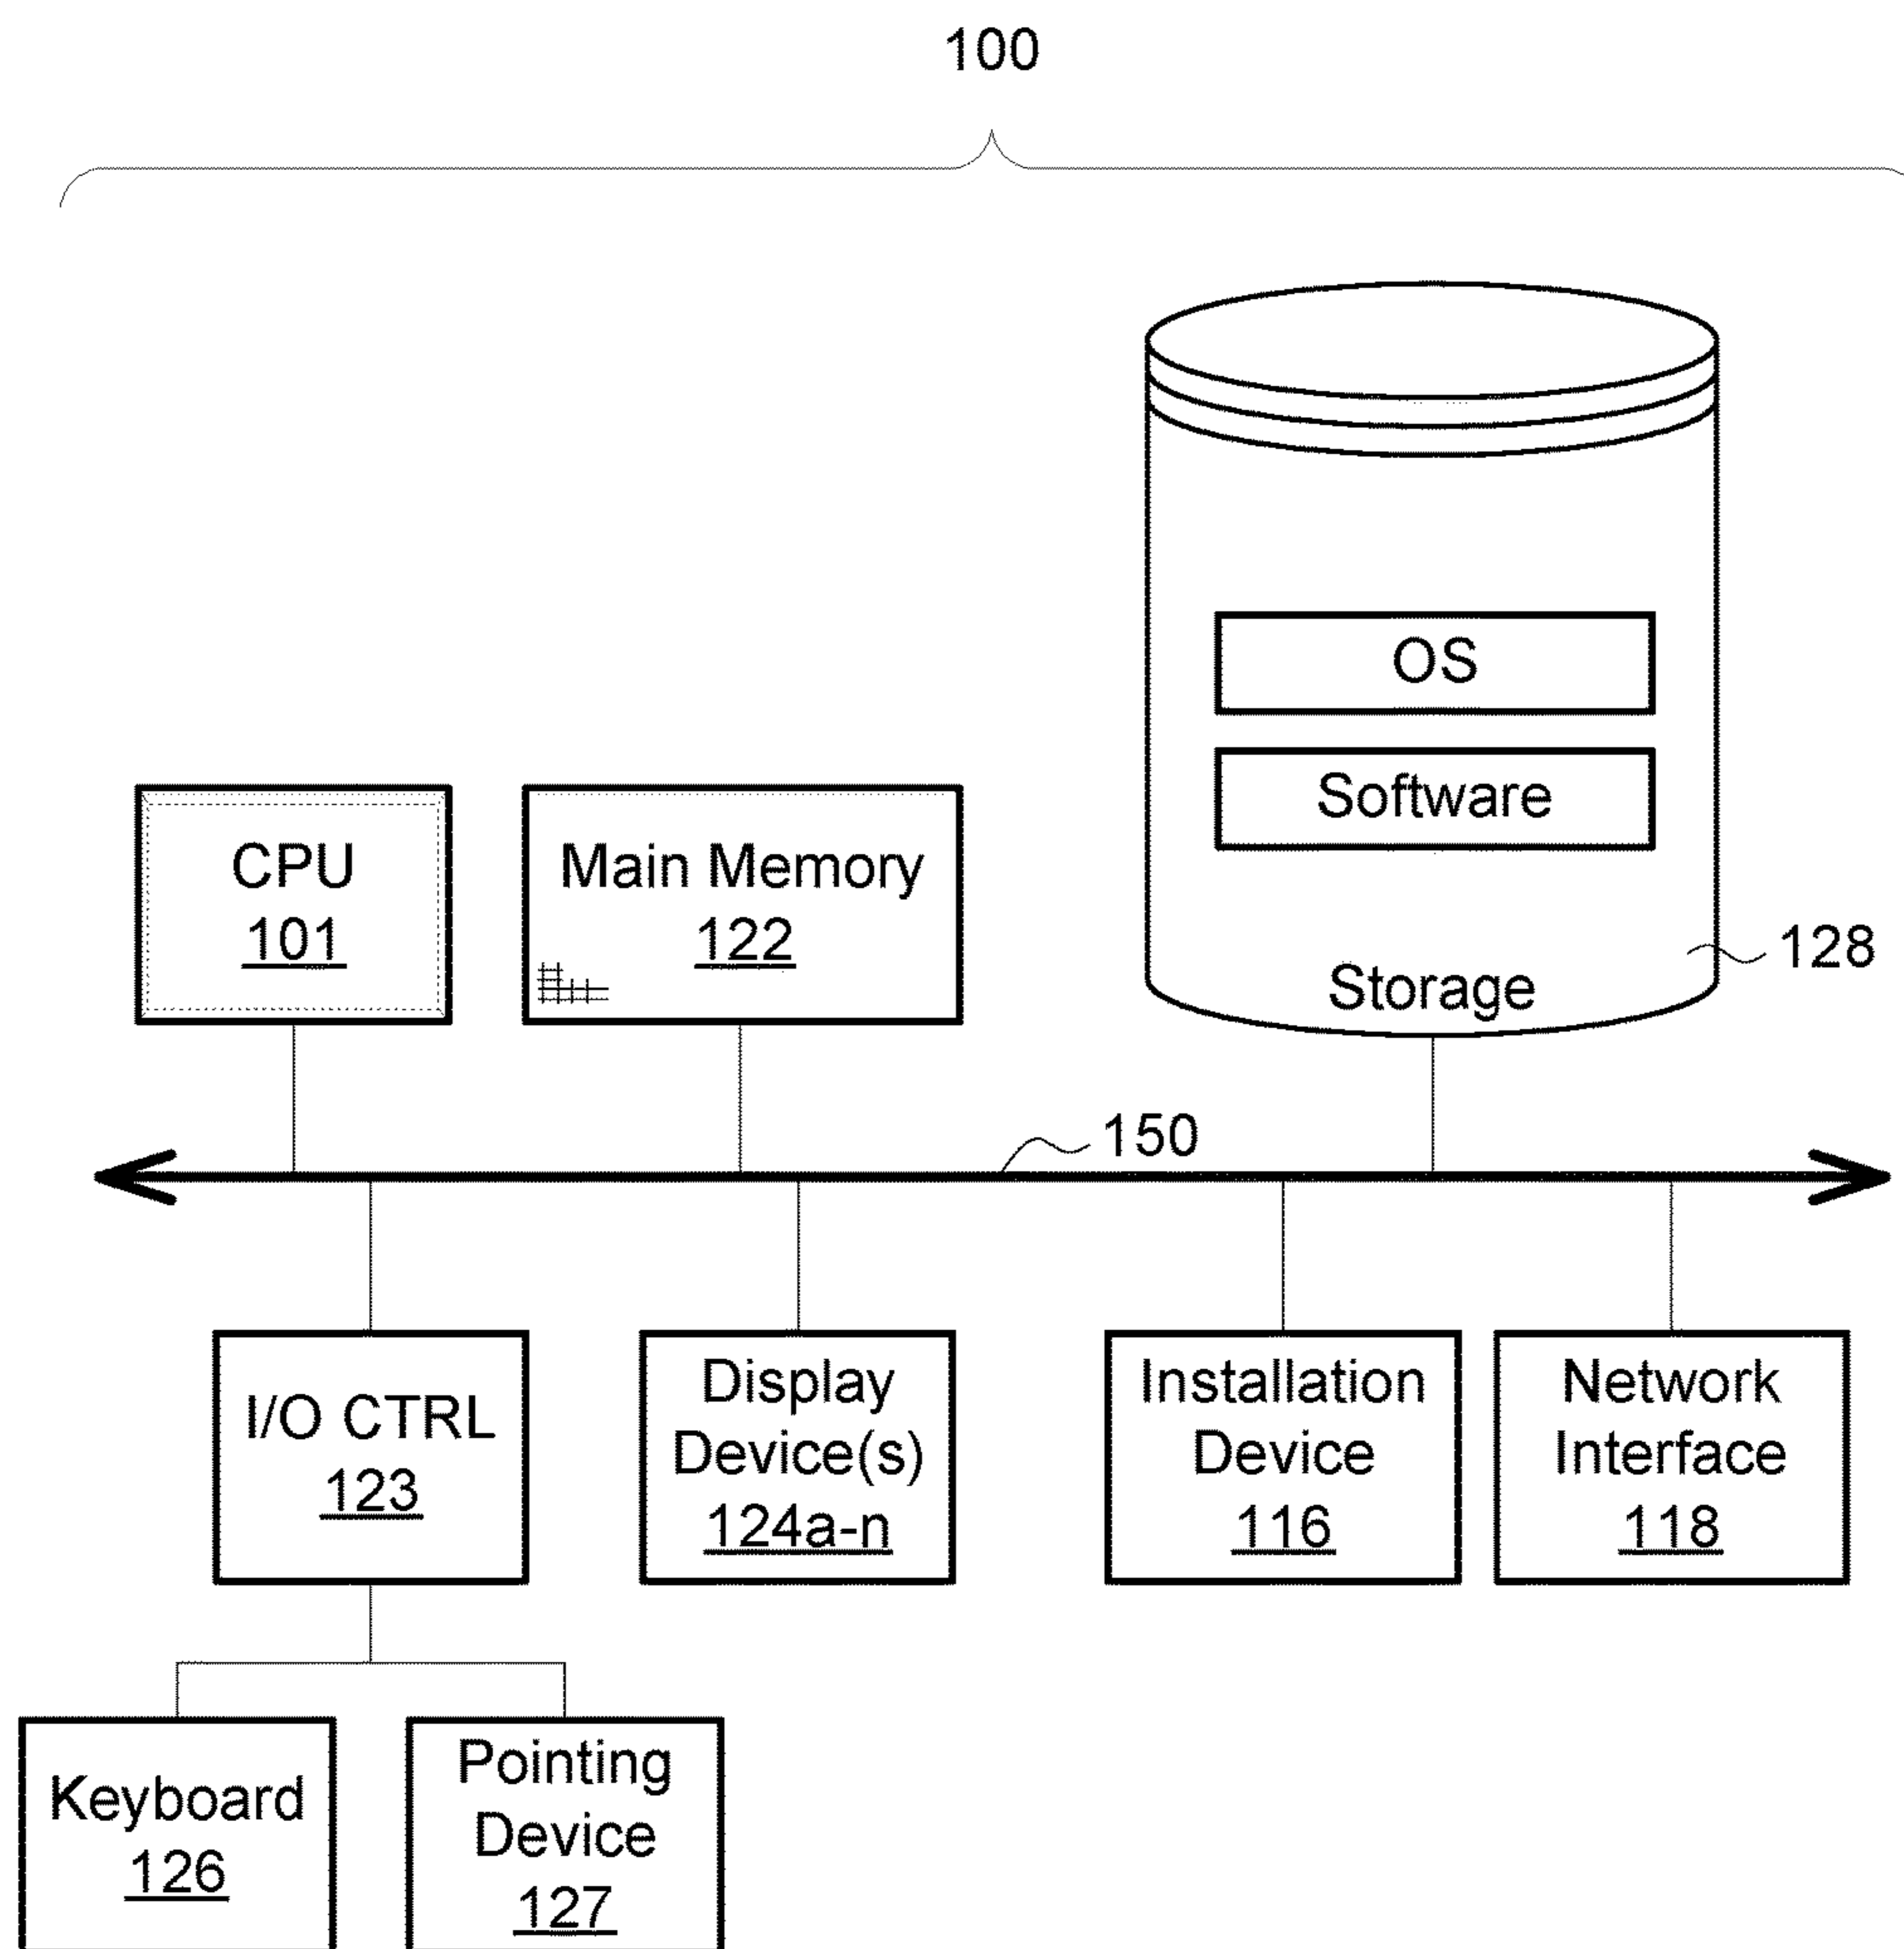 100
OS
Software
CPU
101
Main Memory
122
Storage
128
150
I/O CTRL
123
Display
Device(s)
124a-n
Installation
Device
116
Network
Interface
118
Keyboard
126
Pointing
Device
127